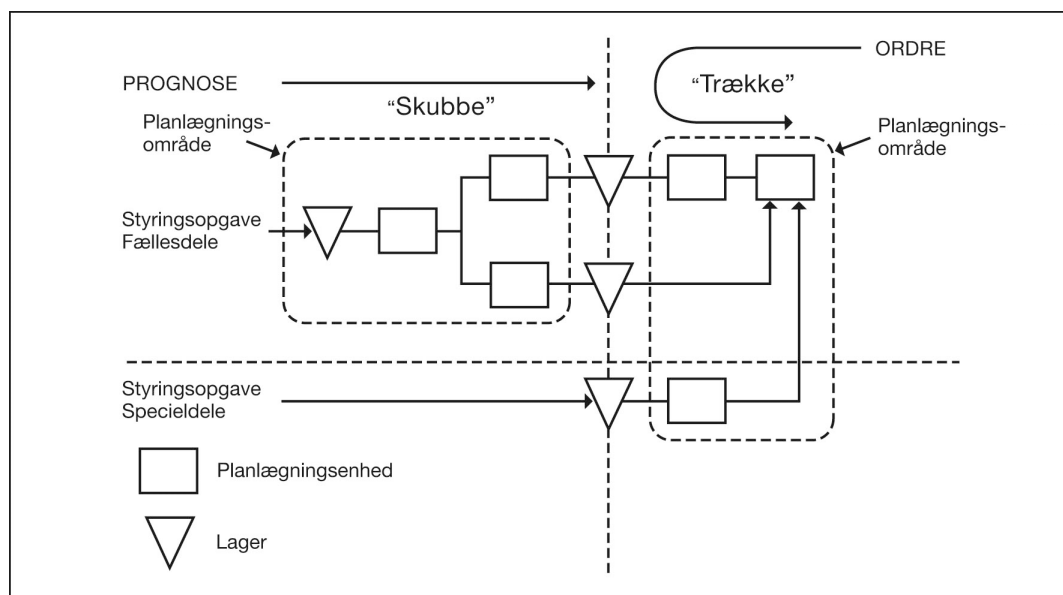 ORDRE
PROGNOSE
“Skubbe”
“Trække”
Planlægnings-
område
Planlægnings-
område
Styringsopgave
Fællesdele
Styringsopgave
Specieldele
Planlægningsenhed
Lager